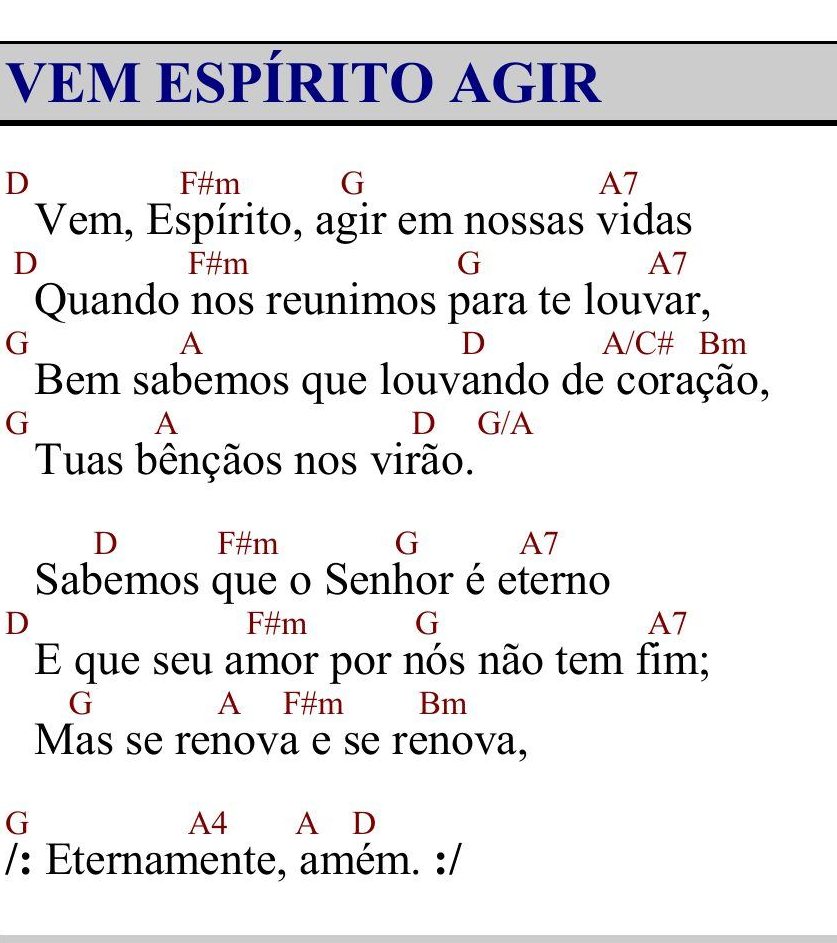 VEM ESPÍRITO AGIR
D F#m G A7
Vem, Espírito, agir em nossas vidas
D F#m G A7
Quando nos reunimos para te louvar,
G A D A/C# Bm
Bem sabemos que louvando de coração,
G A D G/A
Tuas bênçãos nos virão.
D F#m G A7
Sabemos que o Senhor é eterno
D F#m G A7
E que seu amor por nós não tem fim;
G A F#m Bm
Mas se renova e se renova,
G A4 A D
/: Eternamente, amém. :/